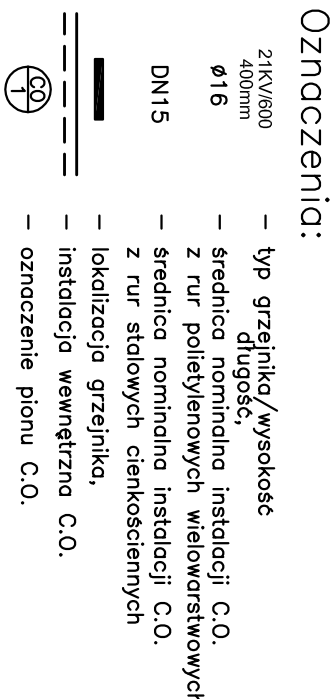 Oznaczenia:
21KV/600
400mm
– typ grzejnika/wysokość
długość,
ø16
– średnica nominalna instalacji C.O.
z rur polietylenowych wielowarstwowych
DN15
– średnica nominalna instalacji C.O.
z rur stalowych cienkościennych
– lokalizacja grzejnika,
– instalacja wewnętrzna C.O.
CO
1
– oznaczenie pionu C.O.